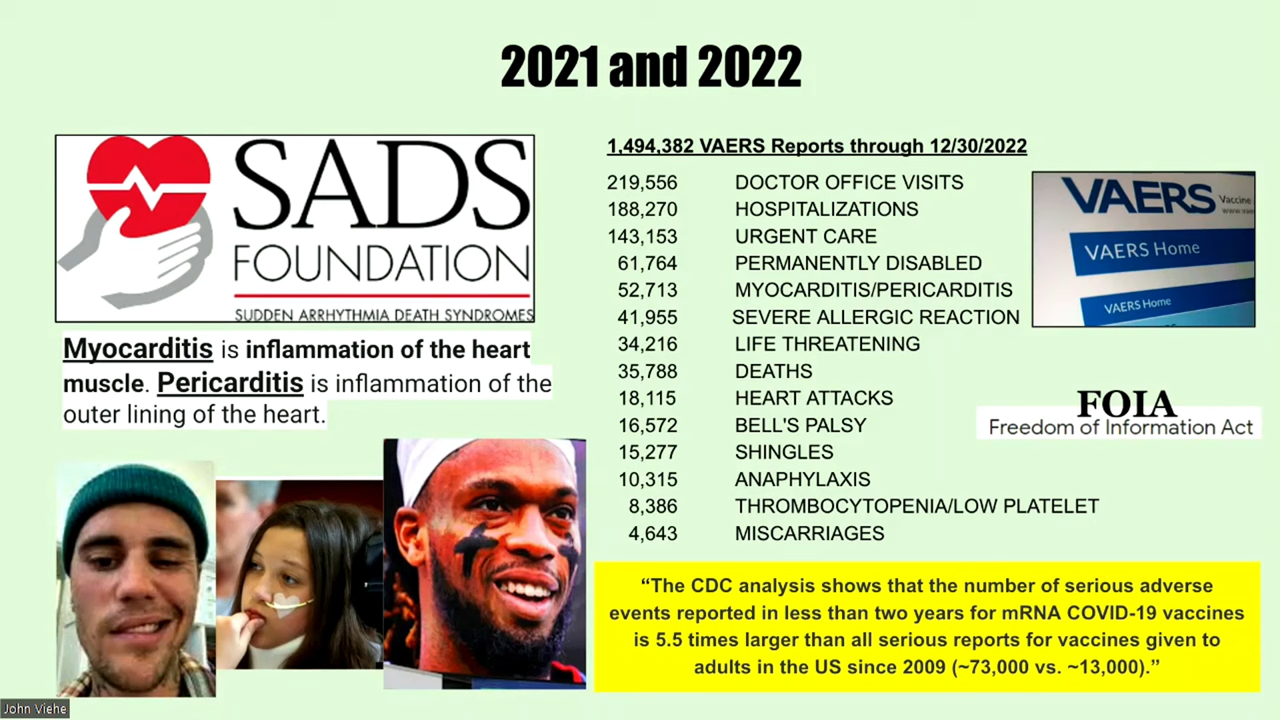 2021 and 2022
SADS
FOUNDATION
SUDDEN ARRHYTHMIA DEATH SYNDROMES
Myocarditis is inflammation of the heart
muscle. Pericarditis is inflammation of the
outer lining of the heart.
1,494,382 VAERS Reports through 12/30/2022
219,556 DOCTOR OFFICE VISITS
188,270 HOSPITALIZATIONS
143,153 URGENT CARE
61,764 PERMANENTLY DISABLED
52,713 MYOCARDITIS/PERICARDITIS
41,955 SEVERE ALLERGIC REACTION
34,216 LIFE THREATENING
35,788 DEATHS
18,115 HEART ATTACKS
16,572 BELL'S PALSY
15,277 SHINGLES
10,315 ANAPHYLAXIS
8,386 THROMBOCYTOPENIA/LOW PLATELET
4,643 MISCARRIAGES
VAERS Vaccine
VAERS Home
VAERS Home
FOIA
Freedom of Information Act
“The CDC analysis shows that the number of serious adverse
events reported in less than two years for mRNA COVID-19 vaccines
is 5.5 times larger than all serious reports for vaccines given to
adults in the US since 2009 (~73,000 vs. ~13,000).”
John Viehe